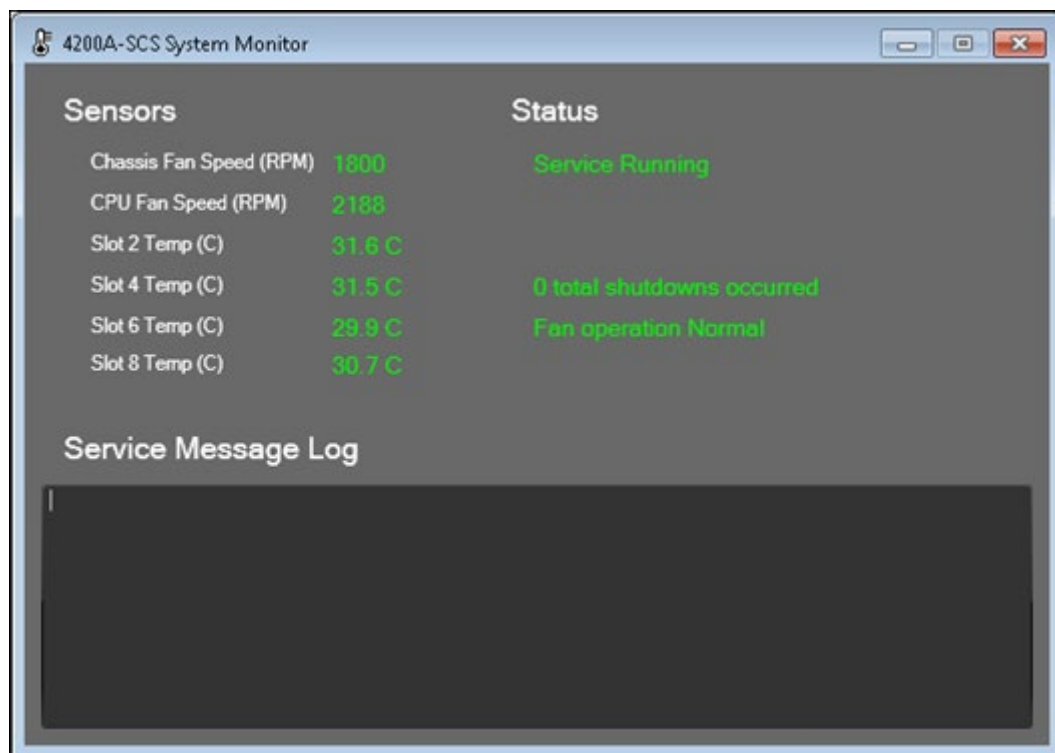 4200A-SCS System Monitor
Sensors
Status
Chassis Fan Speed (RPM) 1800
Service Running
CPU Fan Speed (RPM) 2188
Slot 2 Temp (C) 31.6 C
Slot 4 Temp (C) 31.5 C
0 total shutdowns occurred
Slot 6 Temp (C) 29.9 C
Fan operation Normal
Slot 8 Temp (C) 30.7 C
Service Message Log